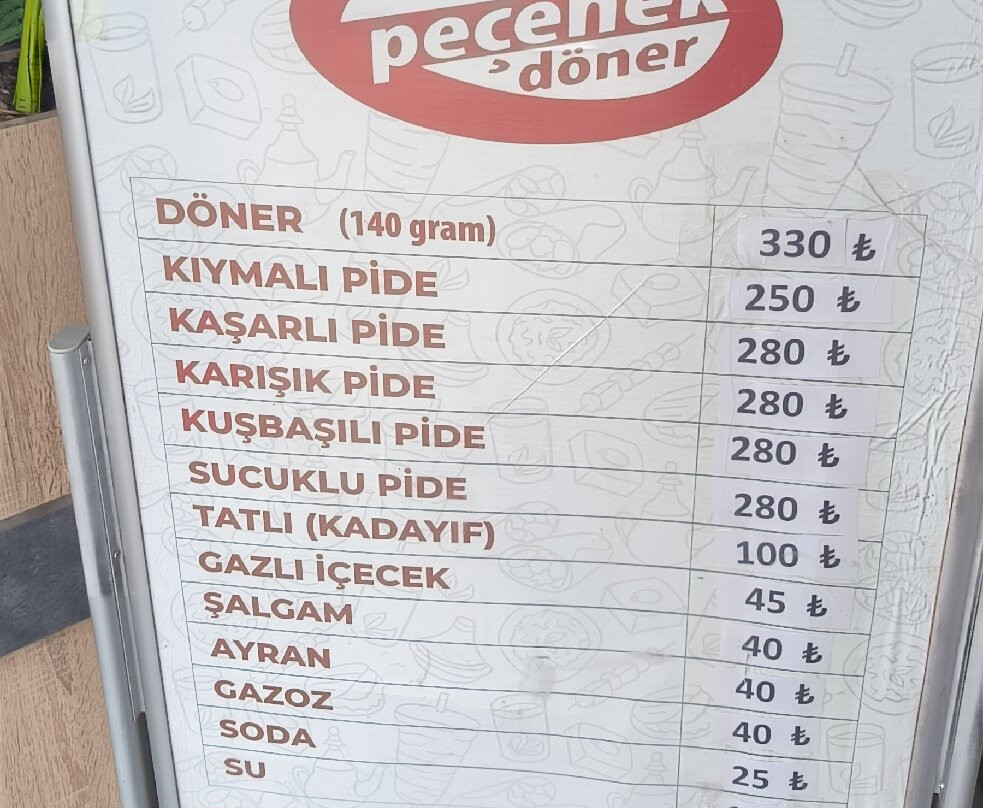 peçenek
döner
DÖNER (140 gram) 330 ₺
KIYMALI PİDE 250 ₺
KAŞARLI PİDE 280 ₺
KARIŞIK PİDE 280 ₺
KUŞBAŞILI PİDE 280 ₺
SUCUKLU PİDE 280 ₺
TATLI (KADAYIF) 100 ₺
GAZLI İÇECEK 45 ₺
ŞALGAM 40 ₺
AYRAN 40 ₺
GAZOZ 40 ₺
SODA 25 ₺
SU